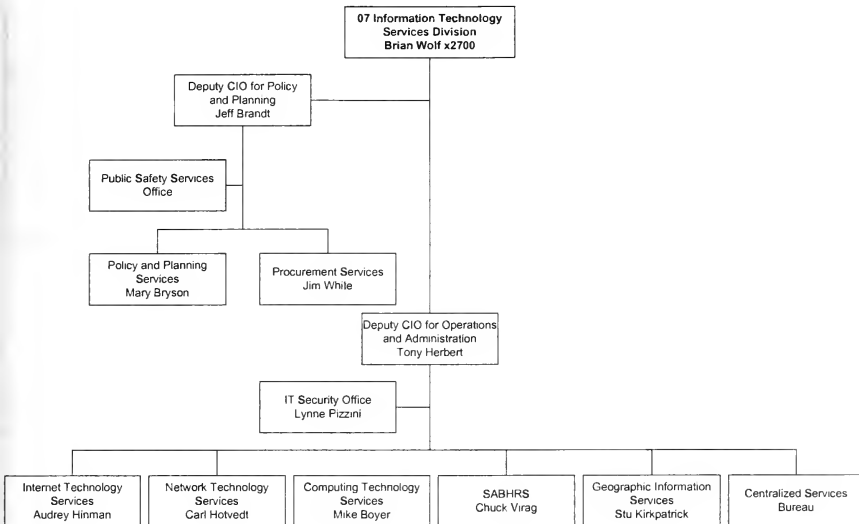 07 Information Technology
Services Division
Brian Wolf x2700
Deputy CIO for Policy
and Planning
Jeff Brandt
Public Safety Services
Office
Policy and Planning
Services
Mary Bryson
Procurement Services
Jim While
Deputy CIO for Operations
and Administration
Tony Herbert
IT Security Office
Lynne Pizzini
Internet Technology
Services
Audrey Hinman
Network Technology
Services
Carl Hotvedt
Computing Technology
Services
Mike Boyer
SABHRS
Chuck Virag
Geographic Information
Services
Stu Kirkpatrick
Centralized Services
Bureau